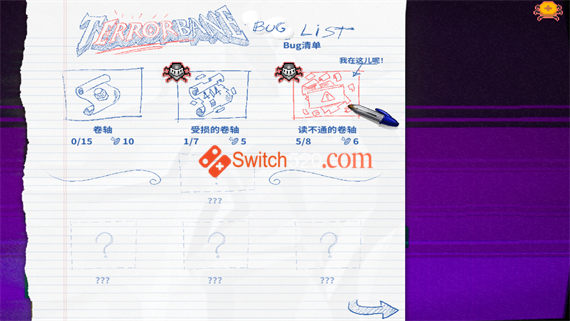 TERRORBANE BUG LIST
Bug清单
我在这儿呢!
卷轴
0/15 10
受损的卷轴
1/7 5
读不通的卷轴
5/8 6
Switch520.com
???
? ? ?
??? ??? ???